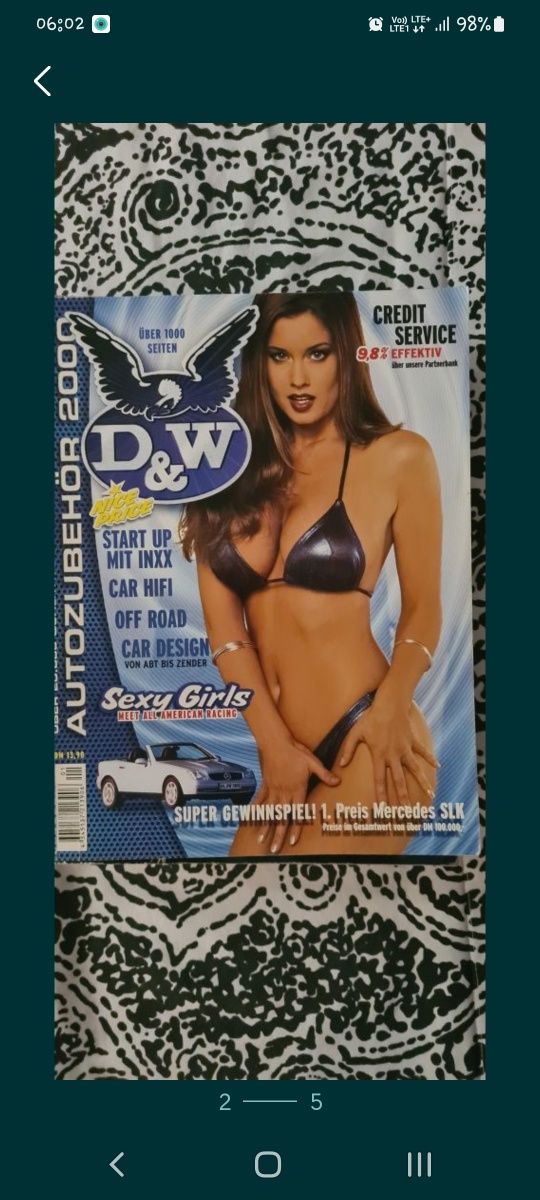 06:02
Vo)) LTE+
LTE1
98%
ÜBER 1000
SEITEN
CREDIT
SERVICE
9,8% EFFEKTIV
über unsere Partnerbank
AUTOZUBEHÖR 2000
D&W
NICE
PRICE
START UP
MIT INXX
CAR HIFI
OFF ROAD
CAR DESIGN
VON ABT BIS ZENDER
Sexy Girls
MEET ALL AMERICAN RACING
DM 13,90
SUPER GEWINNSPIEL! 1. Preis Mercedes SLK
Preise im Gesamtwert von über DM 100.000,-
2
5